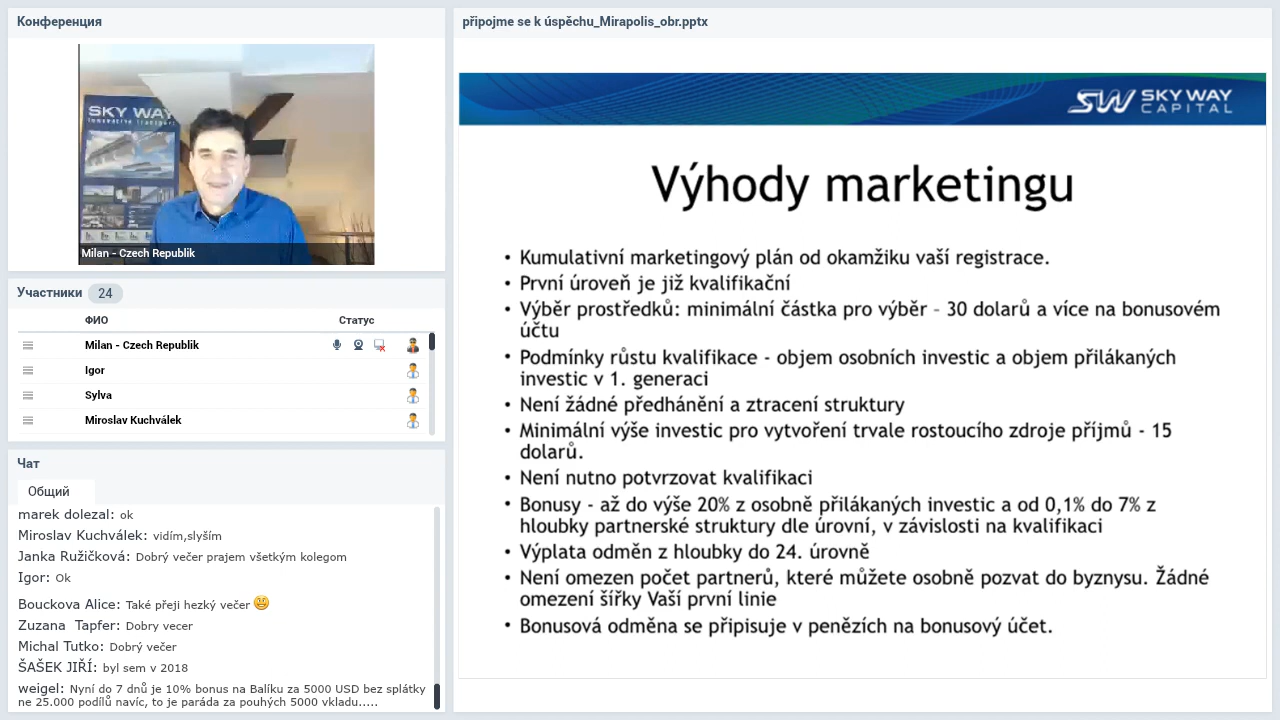 Конференция
SKY WAY
Milan - Czech Republik
Участники 24
ФИО Статус
Milan - Czech Republik
Igor
Sylva
Miroslav Kuchválek
Чат
Общий
marek dolezal: ok
Miroslav Kuchválek: vidím,slyším
Janka Ružičková: Dobrý večer prajem všetkým kolegom
Igor: Ok
Bouckova Alice: Také přeji hezký večer
Zuzana Tapfer: Dobry vecer
Michal Tutko: Dobrý večer
ŠAŠEK JIŘÍ: byl sem v 2018
weigel: Nyní do 7 dnů je 10% bonus na Balíku za 5000 USD bez splátky
ne 25.000 podílů navíc, to je paráda za pouhých 5000 vkladu.....
připojme se k úspěchu_Mirapolis_obr.pptx
SW SKY WAY
CAPITAL
Výhody marketingu
• Kumulativní marketingový plán od okamžiku vaší registrace.
• První úroveň je již kvalifikační
• Výběr prostředků: minimální částka pro výběr – 30 dolarů a více na bonusovém
účtu
• Podmínky růstu kvalifikace - objem osobních investic a objem přilákaných
investic v 1. generaci
• Není žádné předhánění a ztracení struktury
• Minimální výše investic pro vytvoření trvale rostoucího zdroje příjmů - 15
dolarů.
• Není nutno potvrzovat kvalifikaci
• Bonusy - až do výše 20% z osobně přilákaných investic a od 0,1% do 7% z
hloubky partnerské struktury dle úrovní, v závislosti na kvalifikaci
• Výplata odměn z hloubky do 24. úrovně
• Není omezen počet partnerů, které můžete osobně pozvat do byznysu. Žádné
omezení šířky Vaší první linie
• Bonusová odměna se připisuje v penězích na bonusový účet.